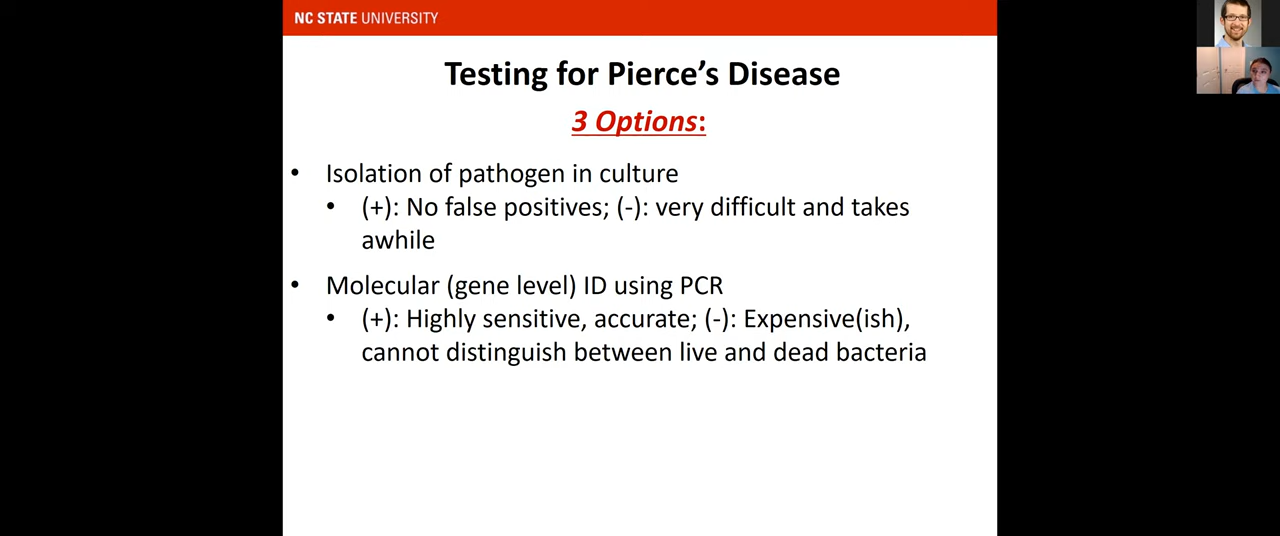 NC STATE UNIVERSITY
Testing for Pierce's Disease
3 Options:
• Isolation of pathogen in culture
• (+): No false positives; (-): very difficult and takes
awhile
• Molecular (gene level) ID using PCR
• (+): Highly sensitive, accurate; (-): Expensive(ish),
cannot distinguish between live and dead bacteria